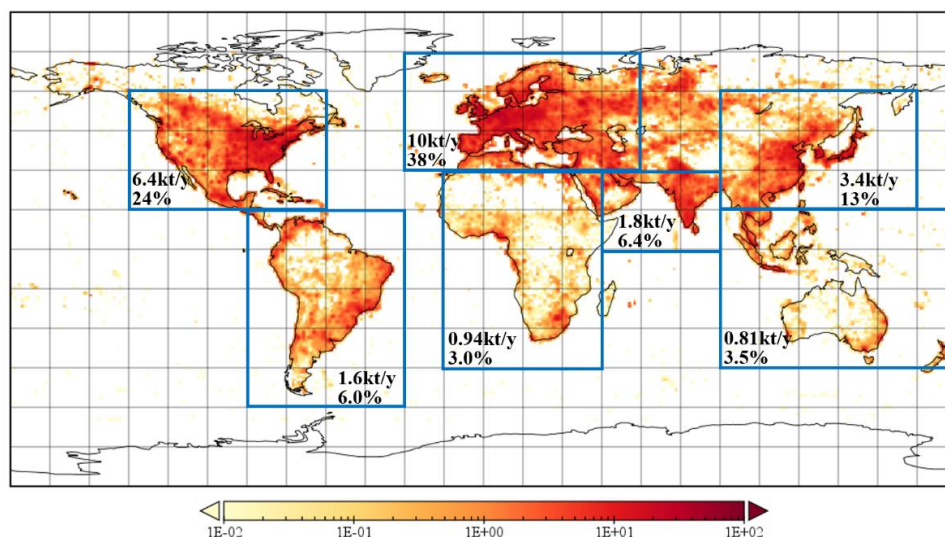 10kt/y
38%
6.4kt/y
24%
3.4kt/y
13%
1.8kt/y
6.4%
0.94kt/y
3.0%
0.81kt/y
3.5%
1.6kt/y
6.0%
1E-02 1E-01 1E+00 1E+01 1E+02